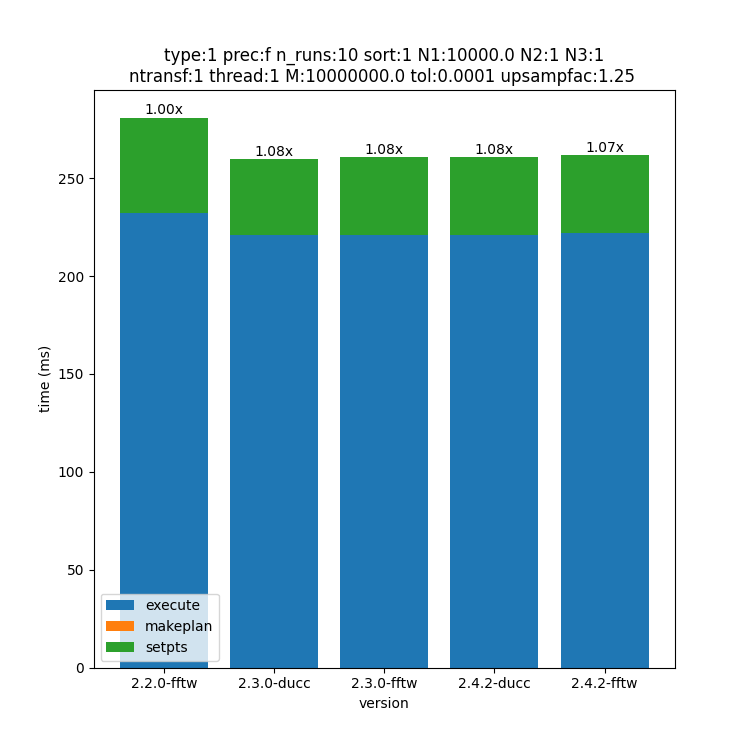 type:1 prec:f n_runs:10 sort:1 N1:10000.0 N2:1 N3:1
ntransf:1 thread:1 M:10000000.0 tol:0.0001 upsampfac:1.25
1.00x
1.08x
1.08x
1.08x
1.07x
250
200
150
100
50
0
time (ms)
execute
makeplan
setpts
2.2.0-fftw
2.3.0-ducc
2.3.0-fftw
2.4.2-ducc
2.4.2-fftw
version